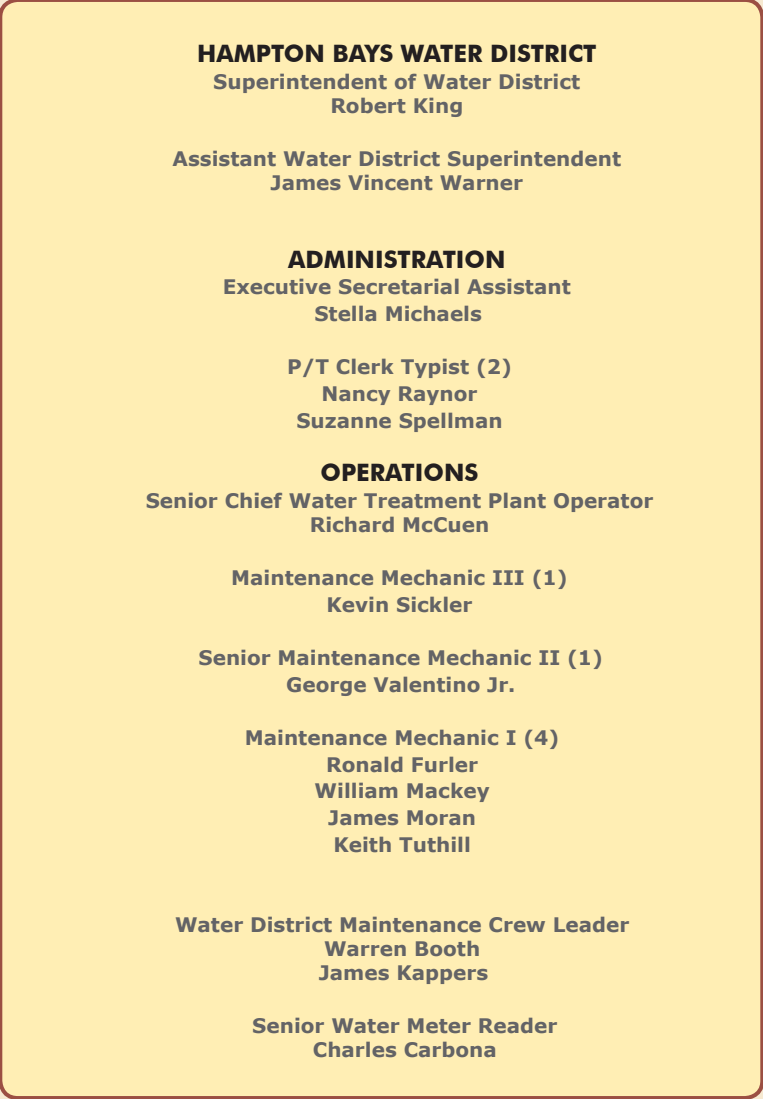 HAMPTON BAYS WATER DISTRICT
Superintendent of Water District
Robert King
Assistant Water District Superintendent
James Vincent Warner
ADMINISTRATION
Executive Secretarial Assistant
Stella Michaels
P/T Clerk Typist (2)
Nancy Raynor
Suzanne Spellman
OPERATIONS
Senior Chief Water Treatment Plant Operator
Richard McCuen
Maintenance Mechanic III (1)
Kevin Sickler
Senior Maintenance Mechanic II (1)
George Valentino Jr.
Maintenance Mechanic I (4)
Ronald Furler
William Mackey
James Moran
Keith Tuthill
Water District Maintenance Crew Leader
Warren Booth
James Kappers
Senior Water Meter Reader
Charles Carbona